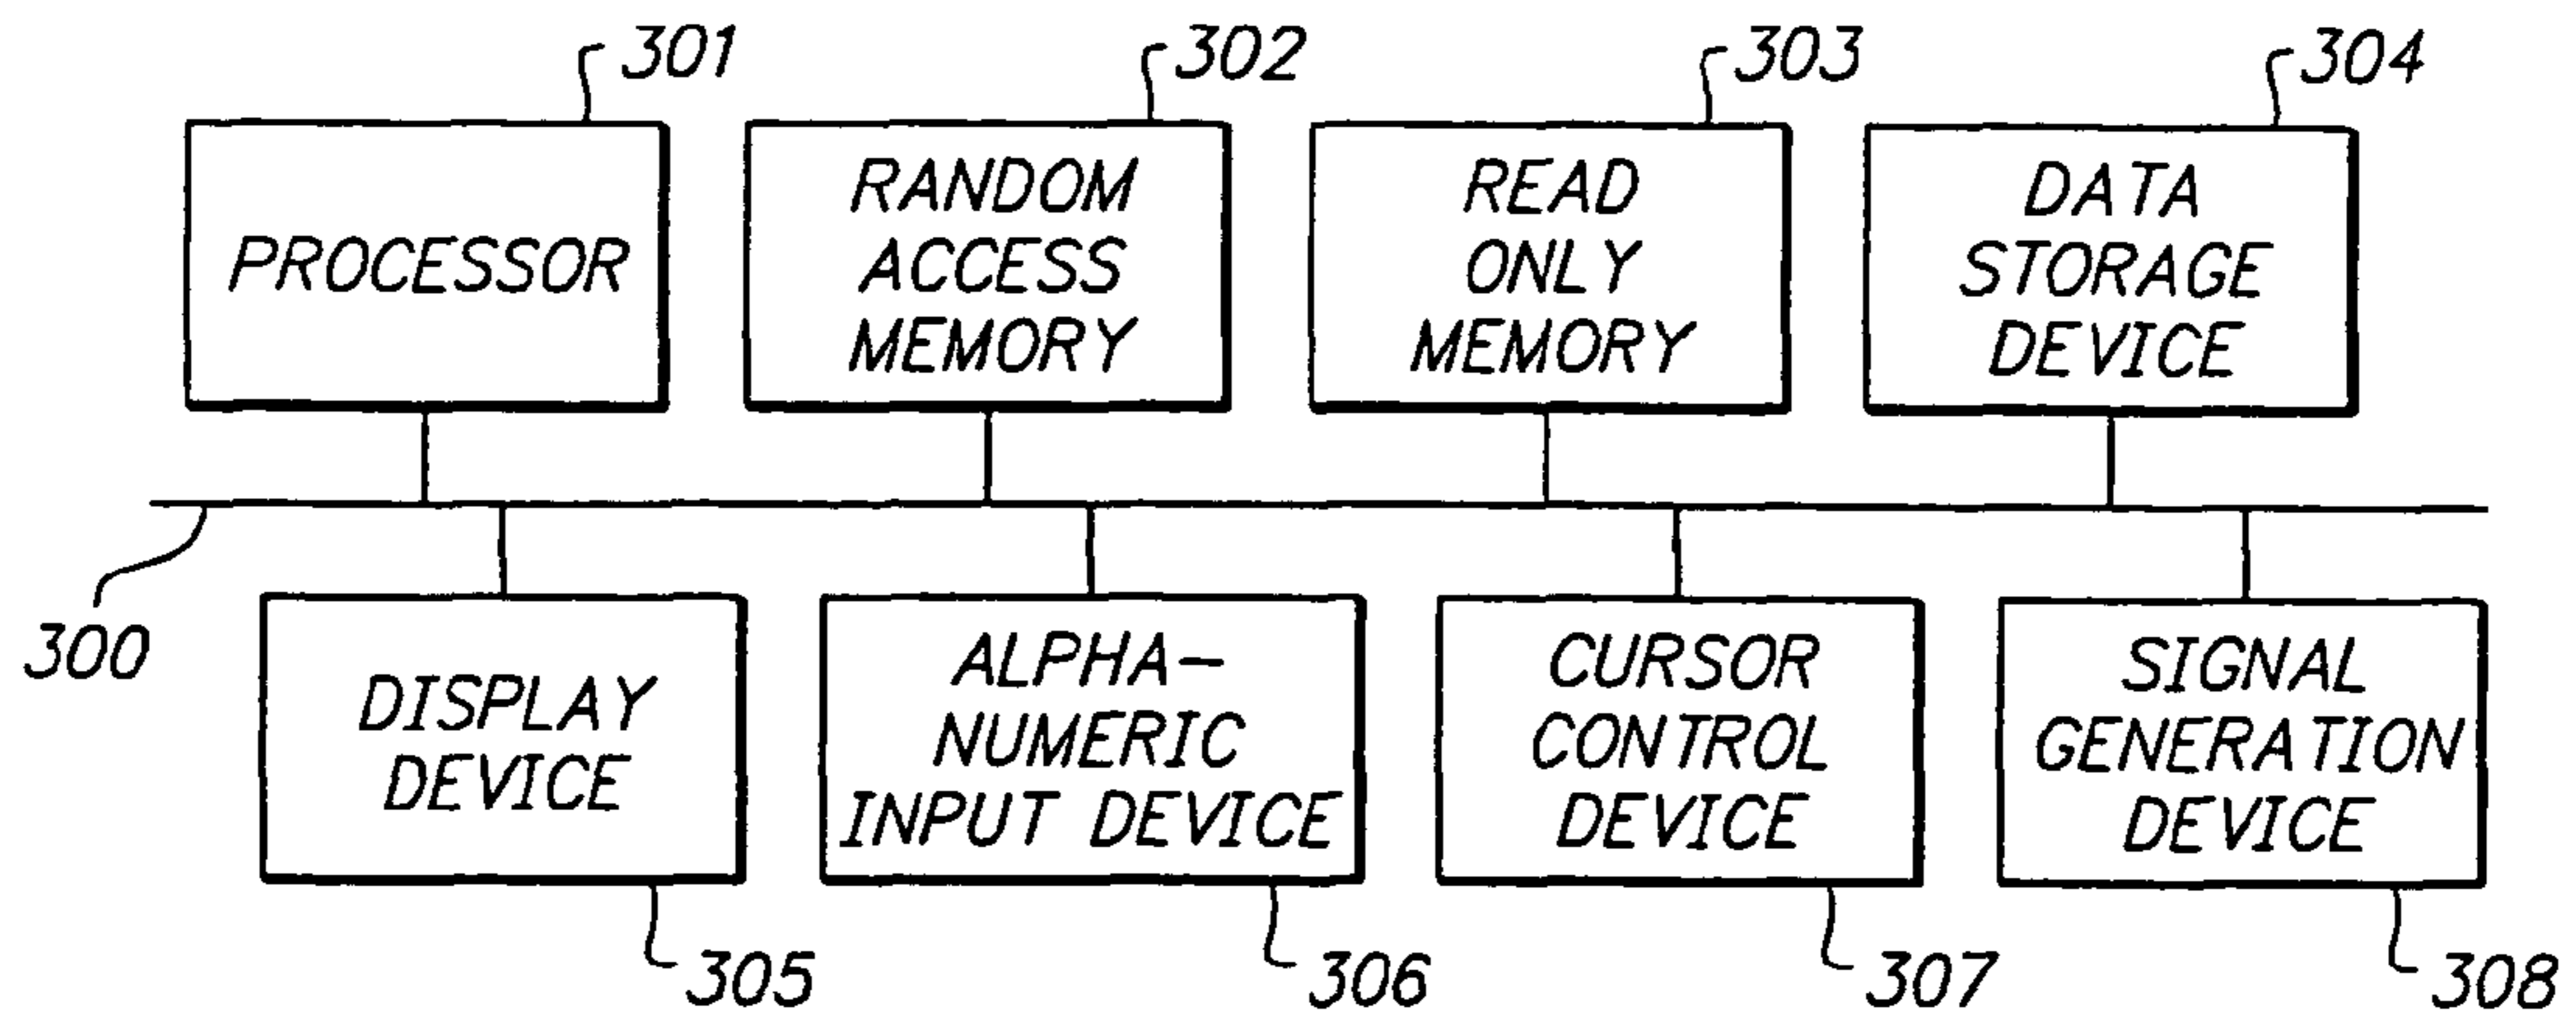 301
302
303
304
PROCESSOR
RANDOM
ACCESS
MEMORY
READ
ONLY
MEMORY
DATA
STORAGE
DEVICE
300
DISPLAY
DEVICE
ALPHA-
NUMERIC
INPUT DEVICE
CURSOR
CONTROL
DEVICE
SIGNAL
GENERATION
DEVICE
305
306
307
308